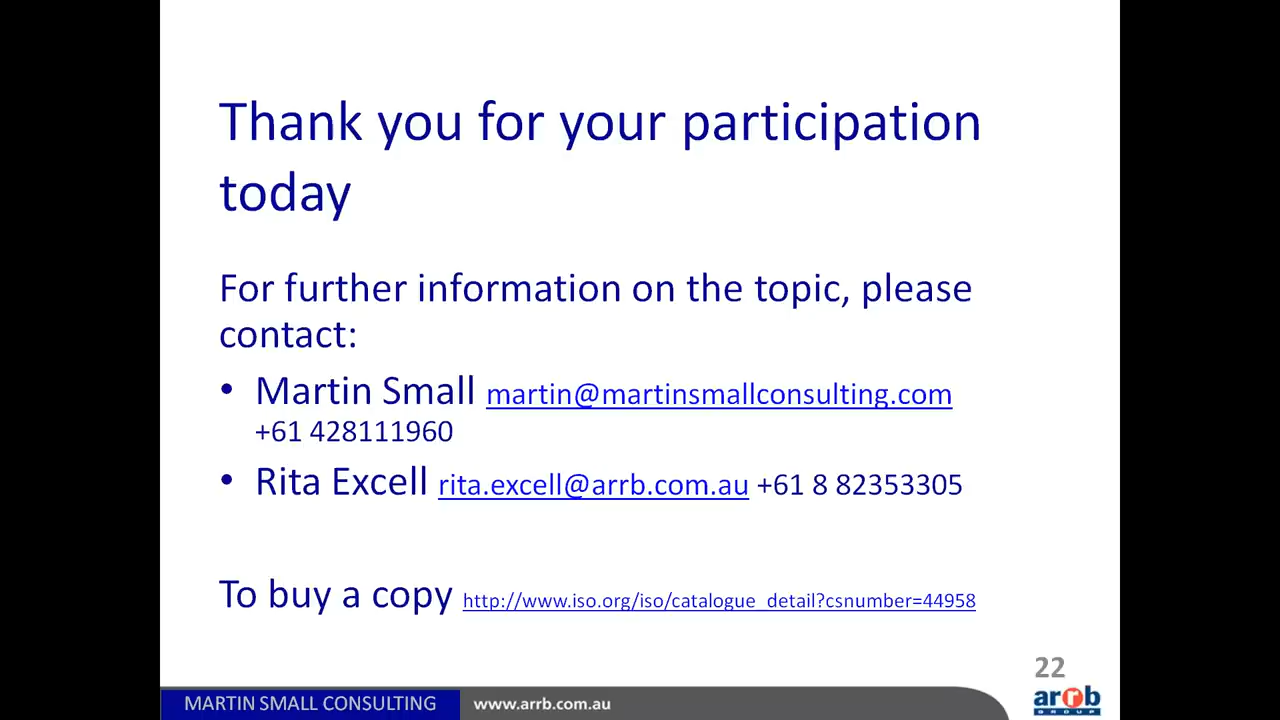 Thank you for your participation
today
For further information on the topic, please
contact:
• Martin Small martin@martinsmallconsulting.com
+61 428111960
• Rita Excell rita.excell@arrb.com.au +61 8 82353305
To buy a copy http://www.iso.org/iso/catalogue_detail?csnumber=44958
22
MARTIN SMALL CONSULTING www.arrb.com.au
arrb
GROUP